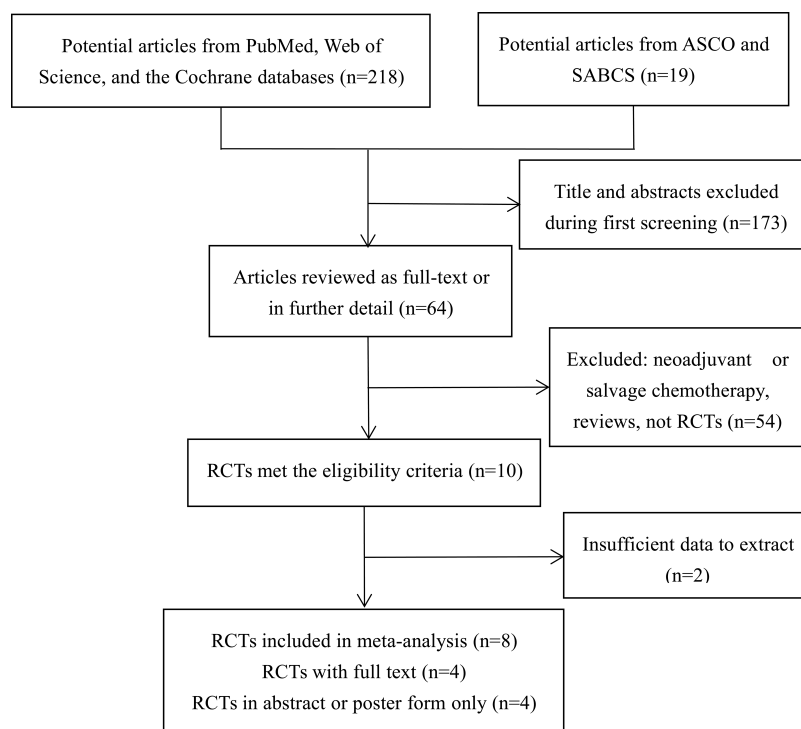 Potential articles from PubMed, Web of
Science, and the Cochrane databases (n=218)
Potential articles from ASCO and
SABCS (n=19)
Title and abstracts excluded
during first screening (n=173)
Articles reviewed as full-text or
in further detail (n=64)
Excluded: neoadjuvant or
salvage chemotherapy,
reviews, not RCTs (n=54)
RCTs met the eligibility criteria (n=10)
Insufficient data to extract
(n=2)
RCTs included in meta-analysis (n=8)
RCTs with full text (n=4)
RCTs in abstract or poster form only (n=4)